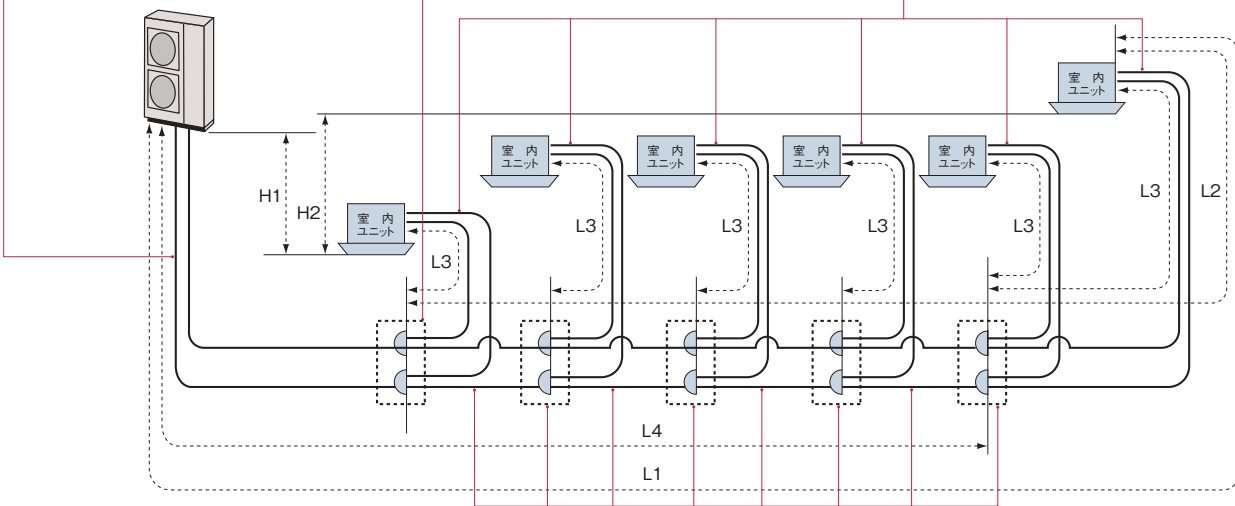 室 内
ユニット
室 内
ユニット
室 内
ユニット
室 内
ユニット
室 内
ユニット
H1
H2
室 内
ユニット
L3
L3
L3
L3
L3
L3
L2
L4
L1